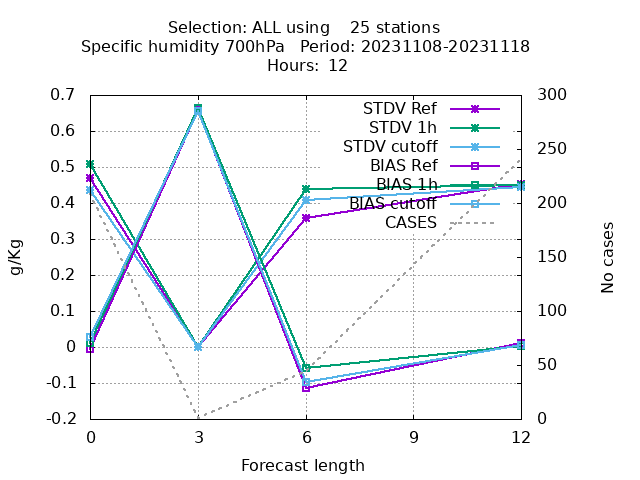 Selection: ALL using    25 stations
Specific humidity 700hPa   Period: 20231108-20231118
Hours: 12
0.7
0.6
0.5
0.4
0.3
0.2
0.1
0
-0.1
-0.2
g/Kg
STDV Ref
STDV 1h
STDV cutoff
BIAS Ref
BIAS 1h
BIAS cutoff
CASES
300
250
200
150
100
50
0
No cases
0
3
6
9
12
Forecast length